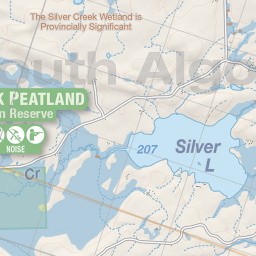 The Silver Creek Wetland is
Provincially Significant
outh Algo
K PEATLAND
n Reserve
NOISE
207
Silver
L
Cr